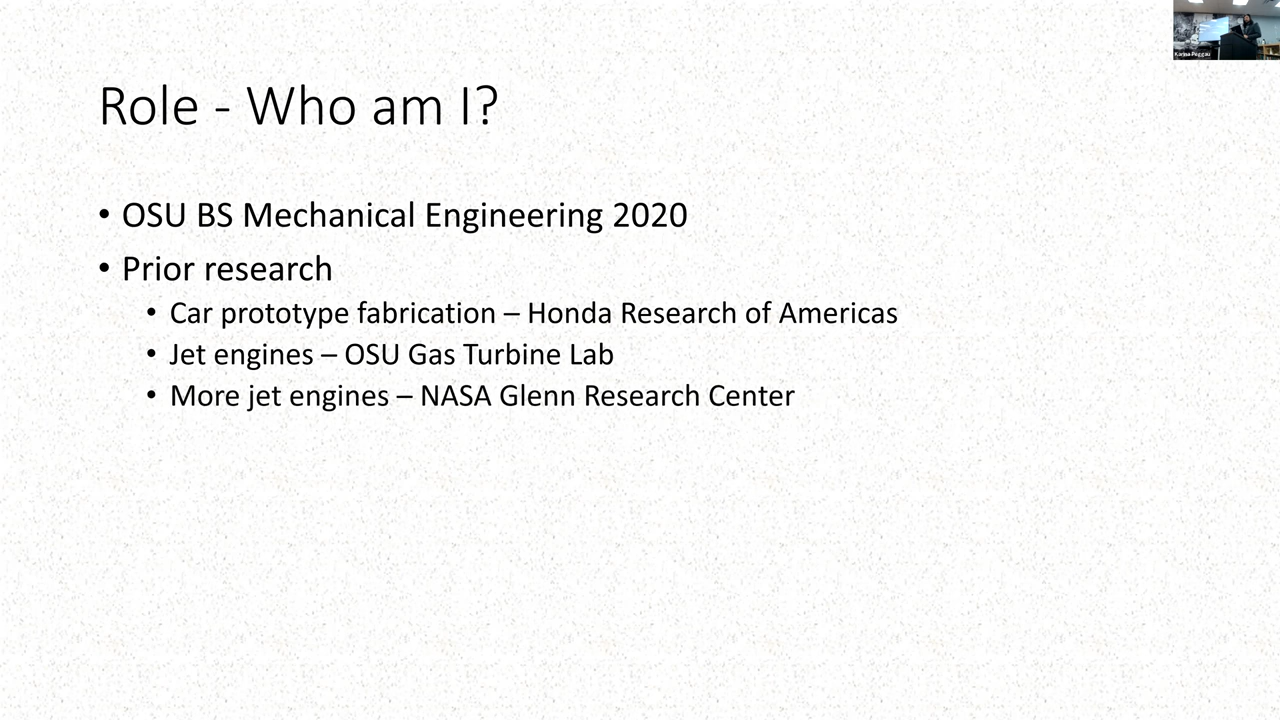 Role - Who am I?
• OSU BS Mechanical Engineering 2020
• Prior research
• Car prototype fabrication – Honda Research of Americas
• Jet engines – OSU Gas Turbine Lab
• More jet engines – NASA Glenn Research Center